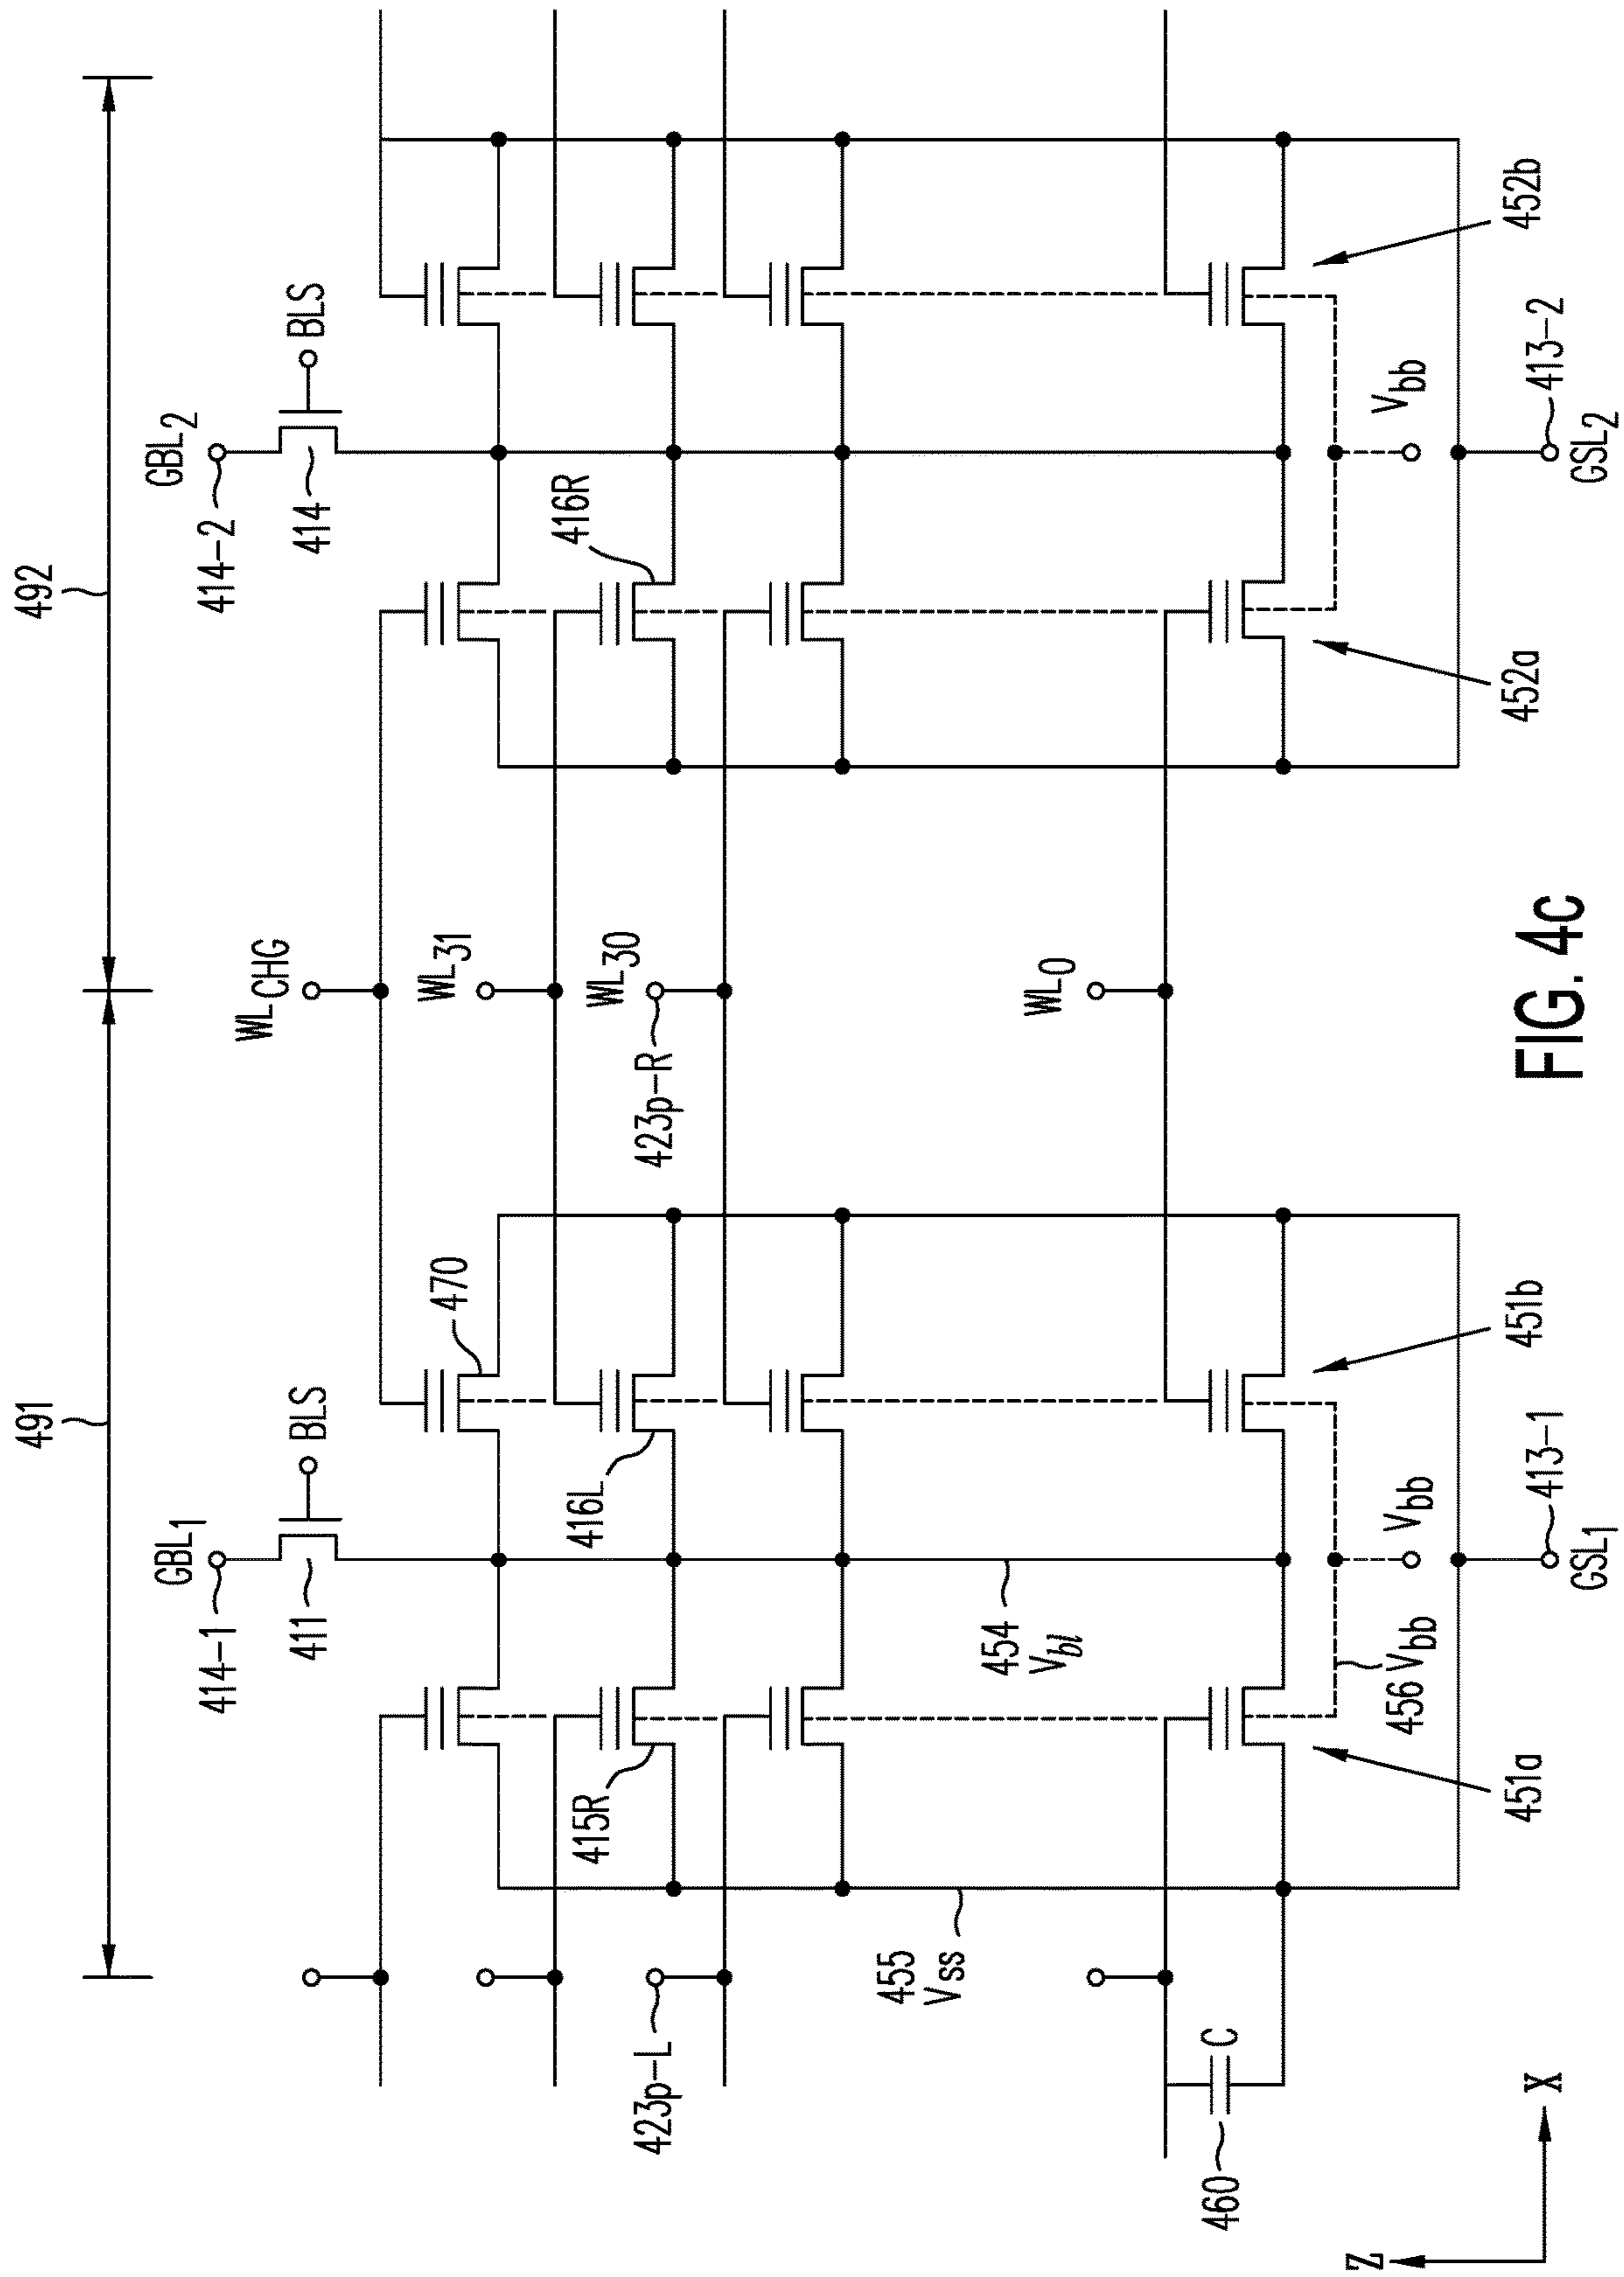 491
492
GBL1
GBL2
414-1
414-2
411
BLS
414
BLS
WLCHG
470
WL31
415R
416L
416R
WL30
423p-L
423p-R
455
Vss
454
Vbl
WL0
460
C
456 Vbb
Vbb
Vbb
451a
451b
452a
452b
413-1
413-2
GSL1
GSL2
Z
X
FIG. 4c